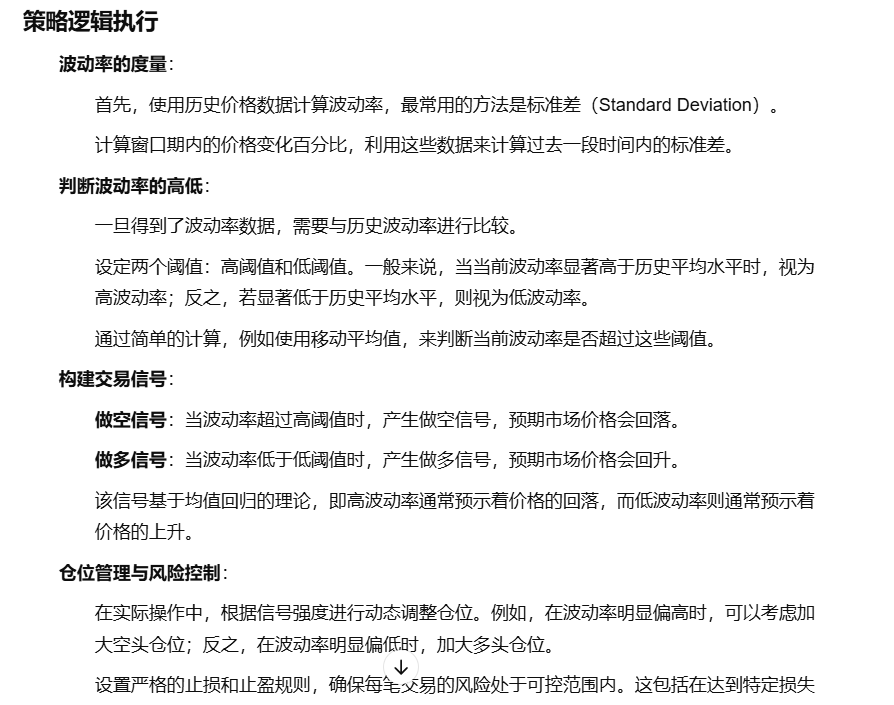 策略逻辑执行
波动率的度量：
首先，使用历史价格数据计算波动率，最常用的方法是标准差（Standard Deviation）。
计算窗口期内的价格变化百分比，利用这些数据来计算过去一段时间内的标准差。
判断波动率的高低：
一旦得到了波动率数据，需要与历史波动率进行比较。
设定两个阈值：高阈值和低阈值。一般来说，当当前波动率显著高于历史平均水平时，视为
高波动率；反之，若显著低于历史平均水平，则视为低波动率。
通过简单的计算，例如使用移动平均值，来判断当前波动率是否超过这些阈值。
构建交易信号：
做空信号：当波动率超过高阈值时，产生做空信号，预期市场价格会回落。
做多信号：当波动率低于低阈值时，产生做多信号，预期市场价格会回升。
该信号基于均值回归的理论，即高波动率通常预示着价格的回落，而低波动率则通常预示着
价格的上升。
仓位管理与风险控制：
在实际操作中，根据信号强度进行动态调整仓位。例如，在波动率明显偏高时，可以考虑加
大空头仓位；反之，在波动率明显偏低时，加大多头仓位。
设置严格的止损和止盈规则，确保每笔交易的风险处于可控范围内。这包括在达到特定损失